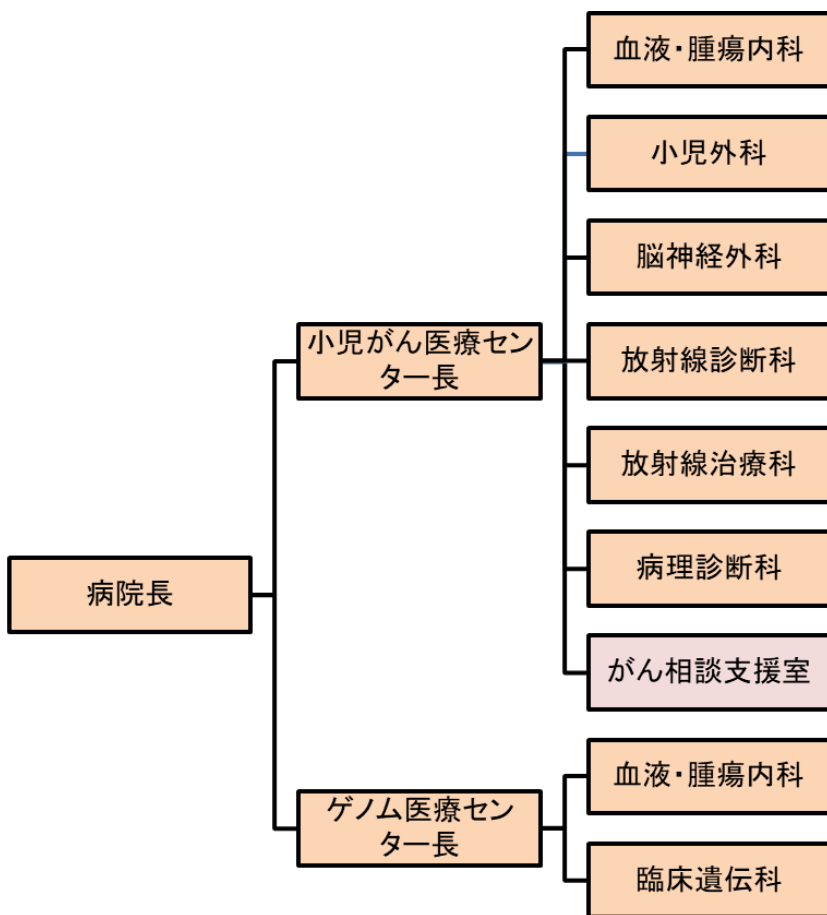 血液・腫瘍内科
小児外科
脳神経外科
小児がん医療セン
ター長
放射線診断科
放射線治療科
病理診断科
病院長
がん相談支援室
血液・腫瘍内科
ゲノム医療セン
ター長
臨床遺伝科